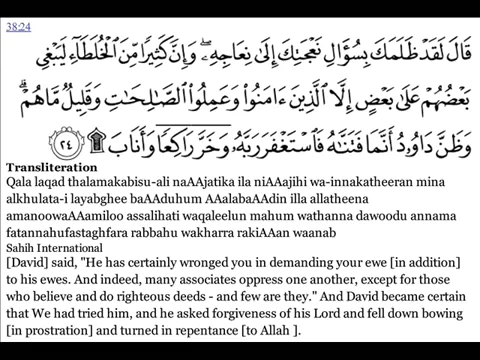 38:24
قَالَ لَقَدْ ظَلَمَكَ بِسُؤَالِ نَعْجَتِكَ إِلَىٰ نِعَاجِهِۦ ۖ وَإِنَّ كَثِيرًا مِّنَ ٱلْخُلَطَآءِ لَيَبْغِى
بَعْضُهُمْ عَلَىٰ بَعْضٍ إِلَّا ٱلَّذِينَ ءَامَنُوا۟ وَعَمِلُوا۟ ٱلصَّـٰلِحَـٰتِ وَقَلِيلٌ مَّا هُمْ ۗ
وَظَنَّ دَاوُۥدُ أَنَّمَا فَتَنَّـٰهُ فَٱسْتَغْفَرَ رَبَّهُۥ وَخَرَّ رَاكِعًا وَأَنَابَ ۩ ٢٤
Transliteration
Qala laqad thalamakabisu-ali naAAjatika ila niAAajihi wa-innakatheeran mina
alkhulata-i layabghee baAAduhum AAalabaAAdin illa allatheena
amanoowaAAamiloo assalihati waqaleelun mahum wathanna dawoodu annama
fatannahufastaghfara rabbahu wakharra rakiAAan waanab
Sahih International
[David] said, "He has certainly wronged you in demanding your ewe [in addition]
to his ewes. And indeed, many associates oppress one another, except for those
who believe and do righteous deeds - and few are they." And David became certain
that We had tried him, and he asked forgiveness of his Lord and fell down bowing
[in prostration] and turned in repentance [to Allah ].